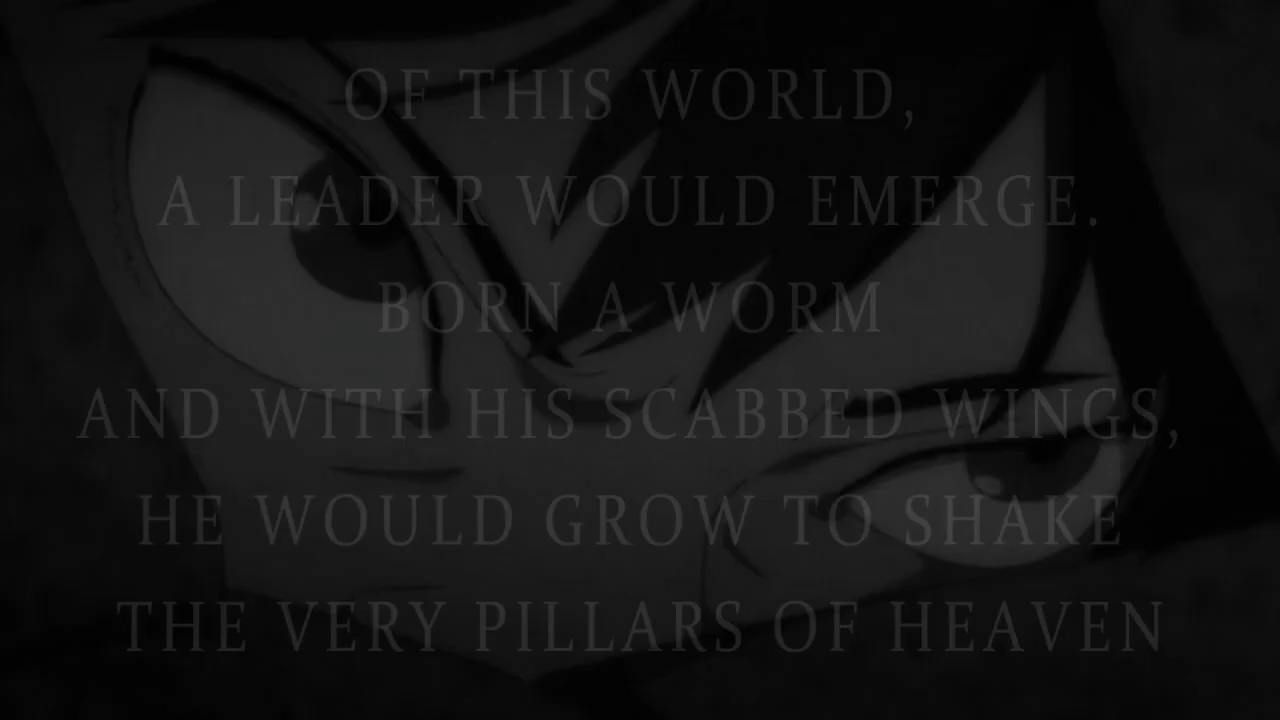 OF THIS WORLD,
A LEADER WOULD EMERGE.
BORN A WORM
AND WITH HIS SCABBED WINGS,
HE WOULD GROW TO SHAKE
THE VERY PILLARS OF HEAVEN